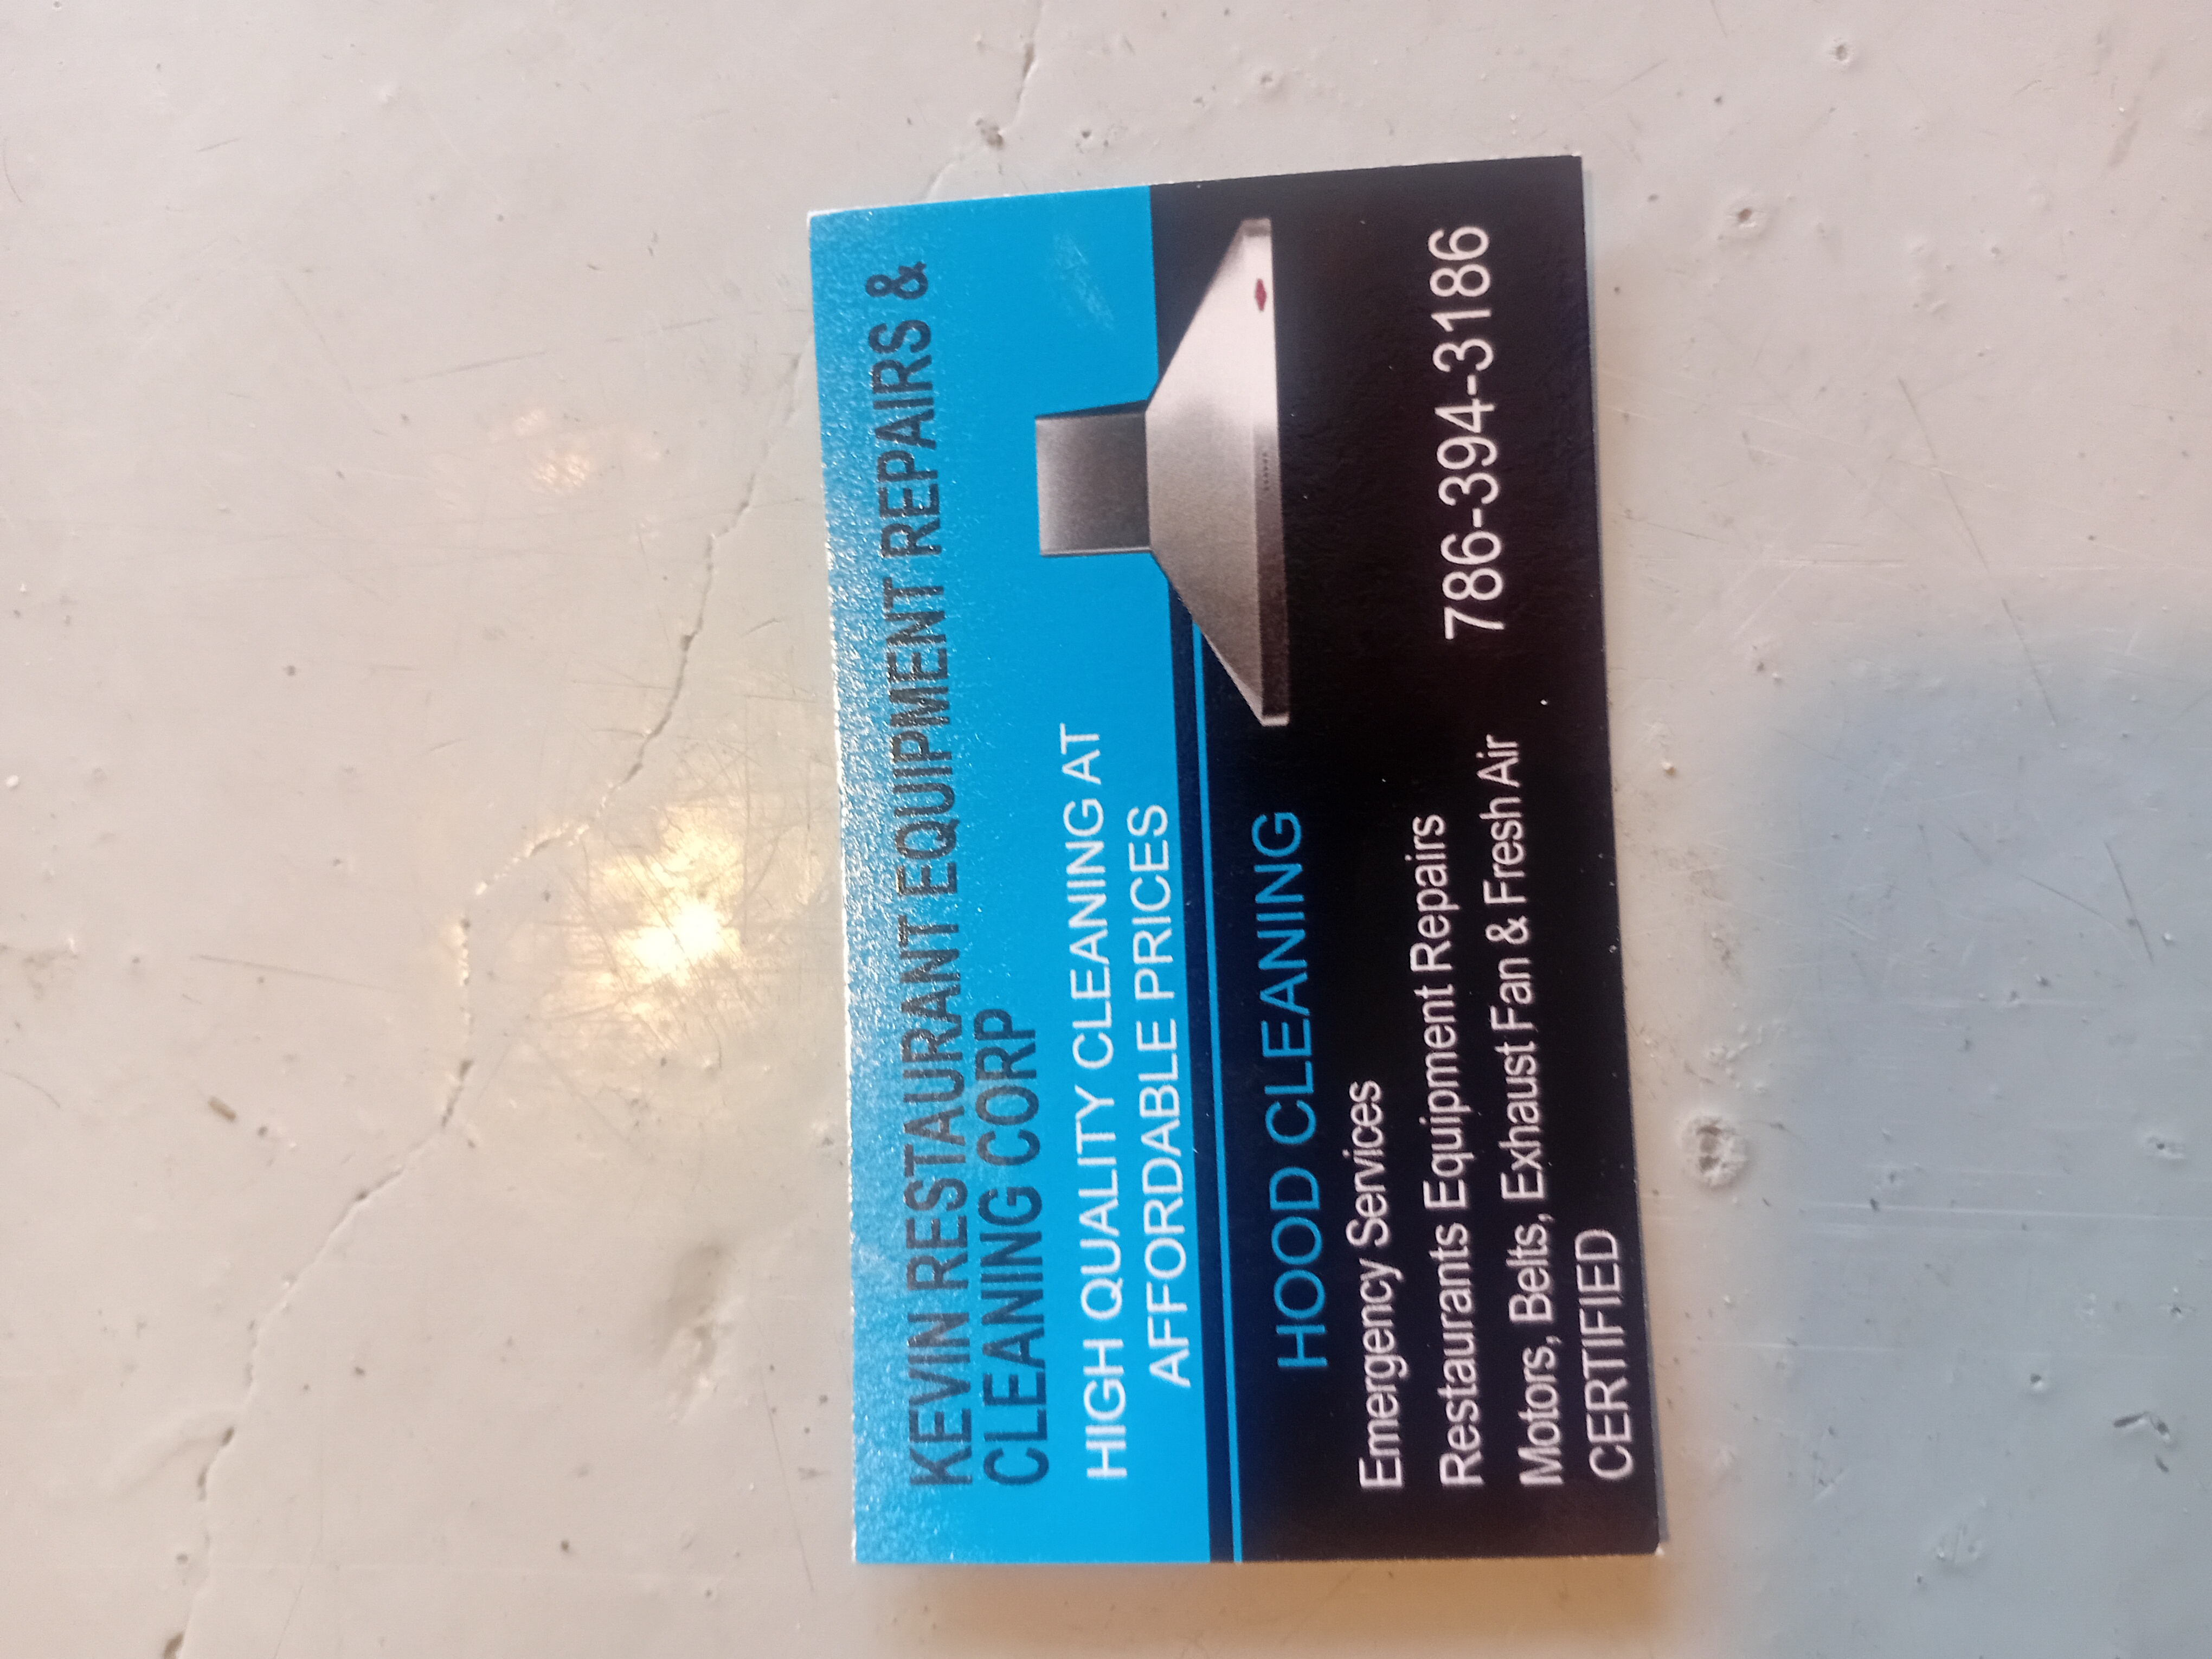 KEVIN RESTAURANT EQUIPMENT REPAIRS &
CLEANING CORP
HIGH QUALITY CLEANING AT
AFFORDABLE PRICES
HOOD CLEANING
Emergency Services
Restaurants Equipment Repairs
Motors, Belts, Exhaust Fan & Fresh Air
CERTIFIED
786-394-3186